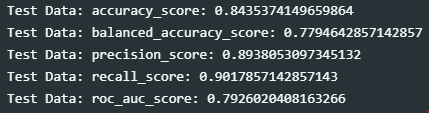 Test Data: accuracy_score: 0.8435374149659864
Test Data: balanced_accuracy_score: 0.7794642857142857
Test Data: precision_score: 0.8938053097345132
Test Data: recall_score: 0.9017857142857143
Test Data: roc_auc_score: 0.7926020408163266